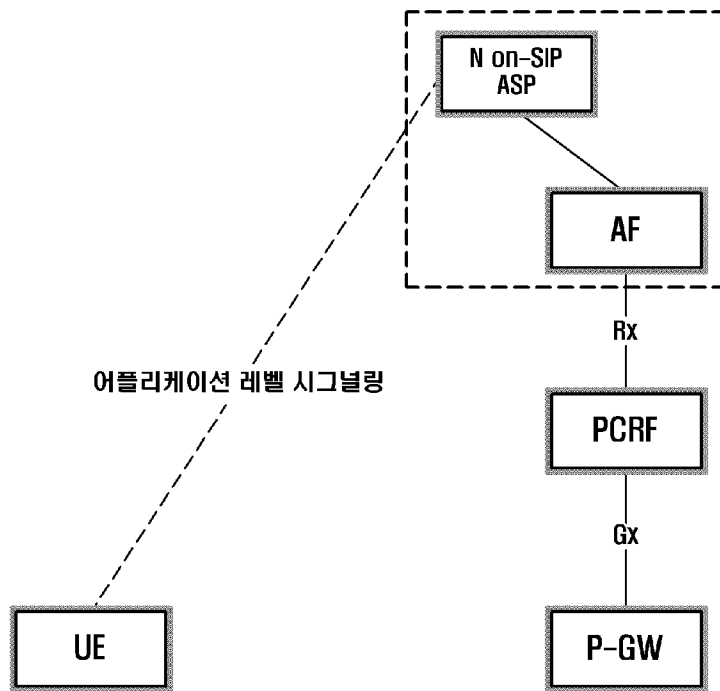 N on-SIP
ASP
AF
Rx
어플리케이션 레벨 시그널링
PCRF
Gx
UE
P-GW